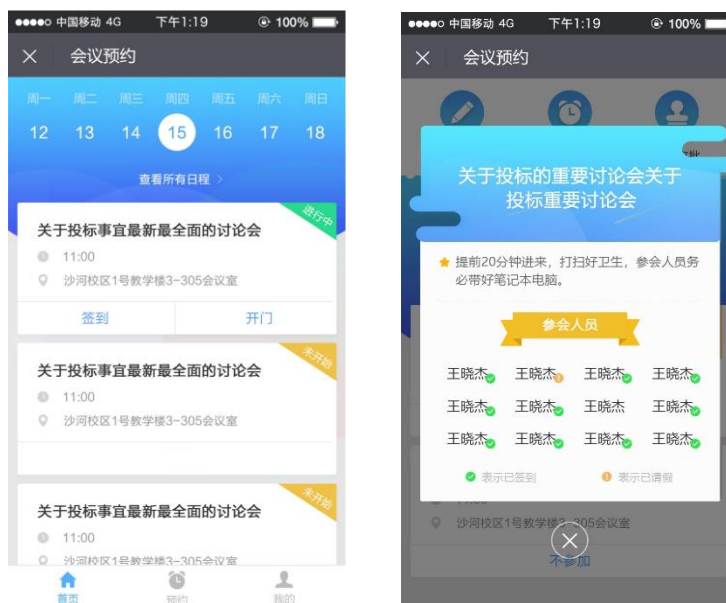 中国移动 4G 下午1:19 100%
会议预约
周一 周二 周三 周四 周五 周六 周日
12 13 14 15 16 17 18
查看所有日程
进行中
关于投标事宜最新最全面的讨论会
11:00
沙河校区1号教学楼3-305会议室
签到 开门
未开始
关于投标事宜最新最全面的讨论会
11:00
沙河校区1号教学楼3-305会议室
未开始
关于投标事宜最新最全面的讨论会
11:00
沙河校区1号教学楼3-305会议室
首页 预约 我的
中国移动 4G 下午1:19 100%
会议预约
关于投标的重要讨论会关于
投标重要讨论会
提前20分钟进来，打扫好卫生，参会人员务
必带好笔记本电脑。
参会人员
王晓杰 王晓杰 王晓杰 王晓杰
王晓杰 王晓杰 王晓杰 王晓杰
王晓杰 王晓杰 王晓杰 王晓杰
表示已签到 表示已请假
沙河校区1号教学楼3-305会议室
不参加